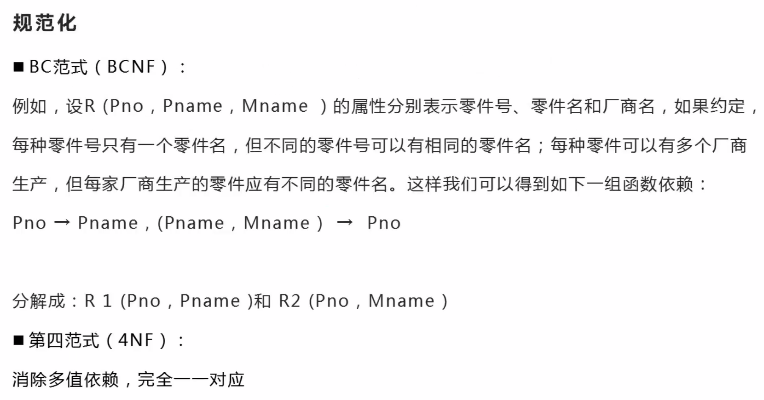 规范化
■ BC范式（BCNF）：
例如，设R (Pno，Pname，Mname ）的属性分别表示零件号、零件名和厂商名，如果约定，
每种零件号只有一个零件名，但不同的零件号可以有相同的零件名；每种零件可以有多个厂商
生产，但每家厂商生产的零件应有不同的零件名。这样我们可以得到如下一组函数依赖：
Pno → Pname，(Pname，Mname ） → Pno
分解成：R 1 (Pno，Pname )和 R2 (Pno，Mname )
■ 第四范式（4NF）：
消除多值依赖，完全一一对应